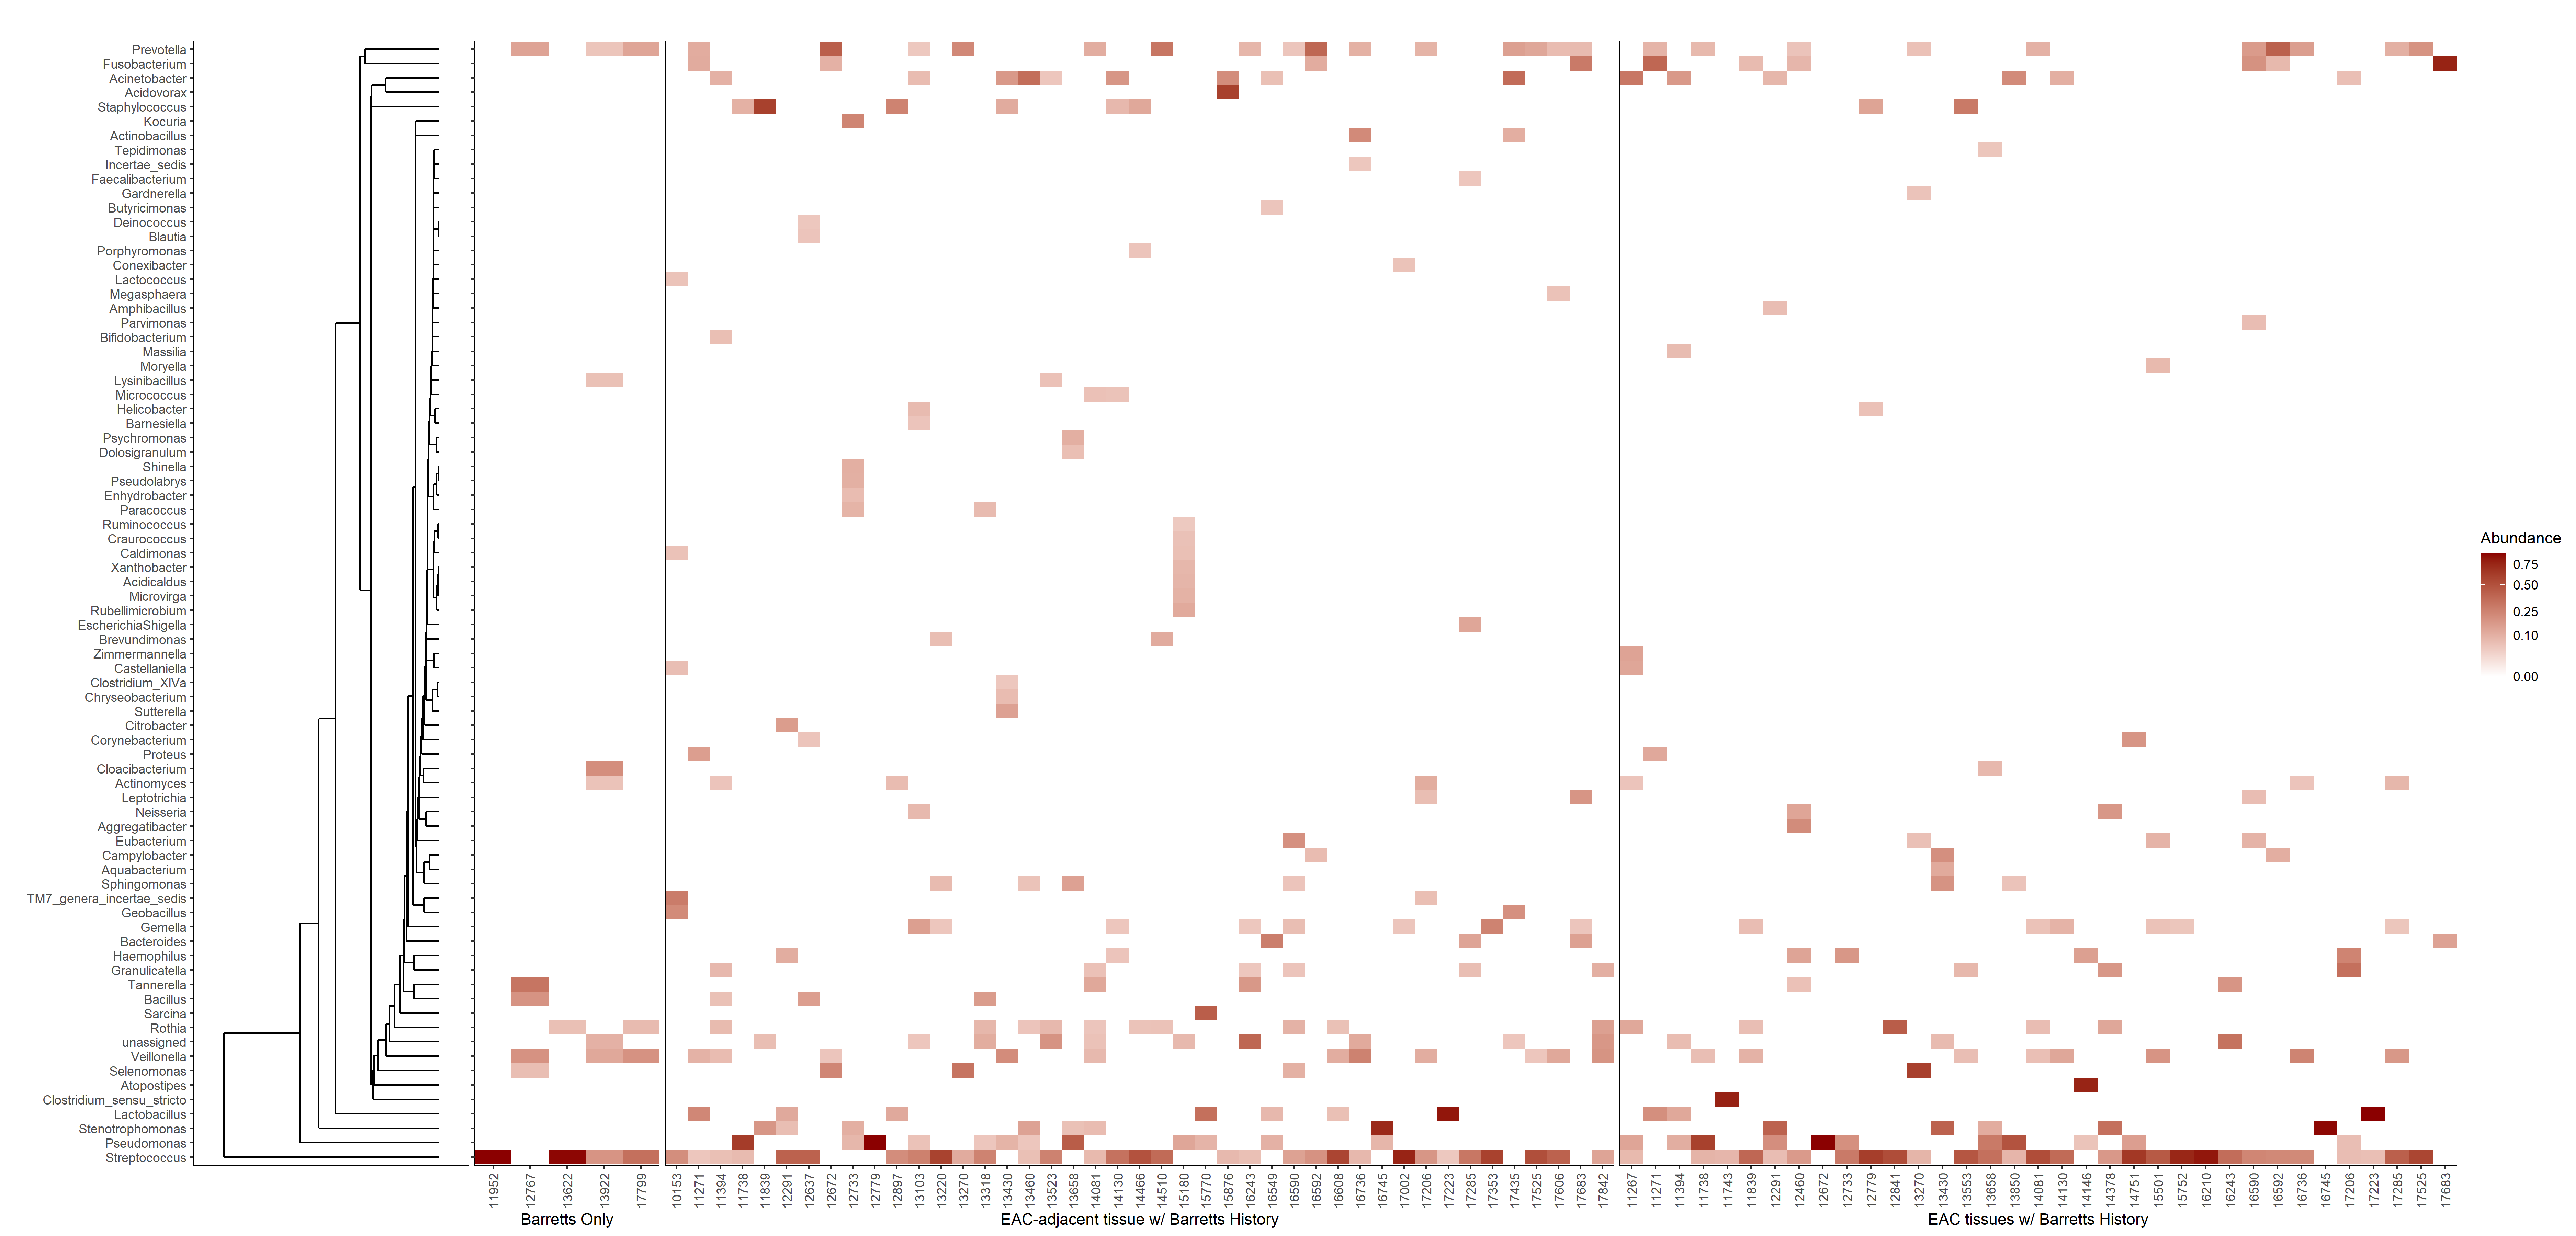 Prevotella
Fusobacterium
Acinetobacter
Acidovorax
Staphylococcus
Kocuria
Actinobacillus
Tepidimonas
Incertae_sedis
Faecalibacterium
Gardnerella
Butyricimonas
Deinococcus
Blautia
Porphyromonas
Conexibacter
Lactococcus
Megasphaera
Amphibacillus
Parvimonas
Bifidobacterium
Massilia
Moryella
Lysinibacillus
Micrococcus
Helicobacter
Barnesiella
Psychromonas
Dolosigranulum
Shinella
Pseudolabrys
Enhydrobacter
Paracoccus
Ruminococcus
Craurococcus
Caldimonas
Xanthobacter
Acidicaldus
Microvirga
Rubellimicrobium
EscherichiaShigella
Brevundimonas
Zimmermannella
Castellaniella
Clostridium_XlVa
Chryseobacterium
Sutterella
Citrobacter
Corynebacterium
Proteus
Cloacibacterium
Actinomyces
Leptotrichia
Neisseria
Aggregatibacter
Eubacterium
Campylobacter
Aquabacterium
Sphingomonas
TM7_genera_incertae_sedis
Geobacillus
Gemella
Bacteroides
Haemophilus
Granulicatella
Tannerella
Bacillus
Sarcina
Rothia
unassigned
Veillonella
Selenomonas
Atopostipes
Clostridium_sensu_stricto
Lactobacillus
Stenotrophomonas
Pseudomonas
Streptococcus
11952
12767
13622
13922
17799
Barretts Only
10153
11271
11394
11738
11839
12291
12637
12672
12733
12779
12897
13103
13220
13270
13318
13430
13460
13523
13658
14081
14130
14466
14510
15180
15770
15876
16243
16549
16590
16592
16608
16736
16745
17002
17206
17223
17285
17353
17435
17525
17606
17683
17842
EAC-adjacent tissue w/ Barretts History
11267
11271
11394
11738
11743
11839
12291
12460
12672
12733
12779
12841
13270
13430
13553
13658
13850
14081
14130
14146
14378
14751
15501
15752
16210
16243
16590
16592
16736
16745
17206
17223
17285
17525
17683
EAC tissues w/ Barretts History
Abundance
0.75
0.50
0.25
0.10
0.00